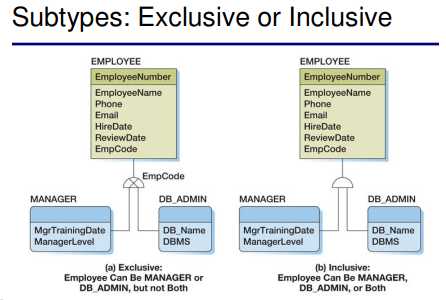 Subtypes: Exclusive or Inclusive
EMPLOYEE
EmployeeNumber
EmployeeName
Phone
Email
HireDate
ReviewDate
EmpCode
EmpCode
MANAGER
MgrTrainingDate
ManagerLevel
DB_ADMIN
DB_Name
DBMS
(a) Exclusive:
Employee Can Be MANAGER or
DB_ADMIN, but not Both
EMPLOYEE
EmployeeNumber
EmployeeName
Phone
Email
HireDate
ReviewDate
EmpCode
MANAGER
MgrTrainingDate
ManagerLevel
DB_ADMIN
DB_Name
DBMS
(b) Inclusive:
Employee Can Be MANAGER,
DB_ADMIN, or Both